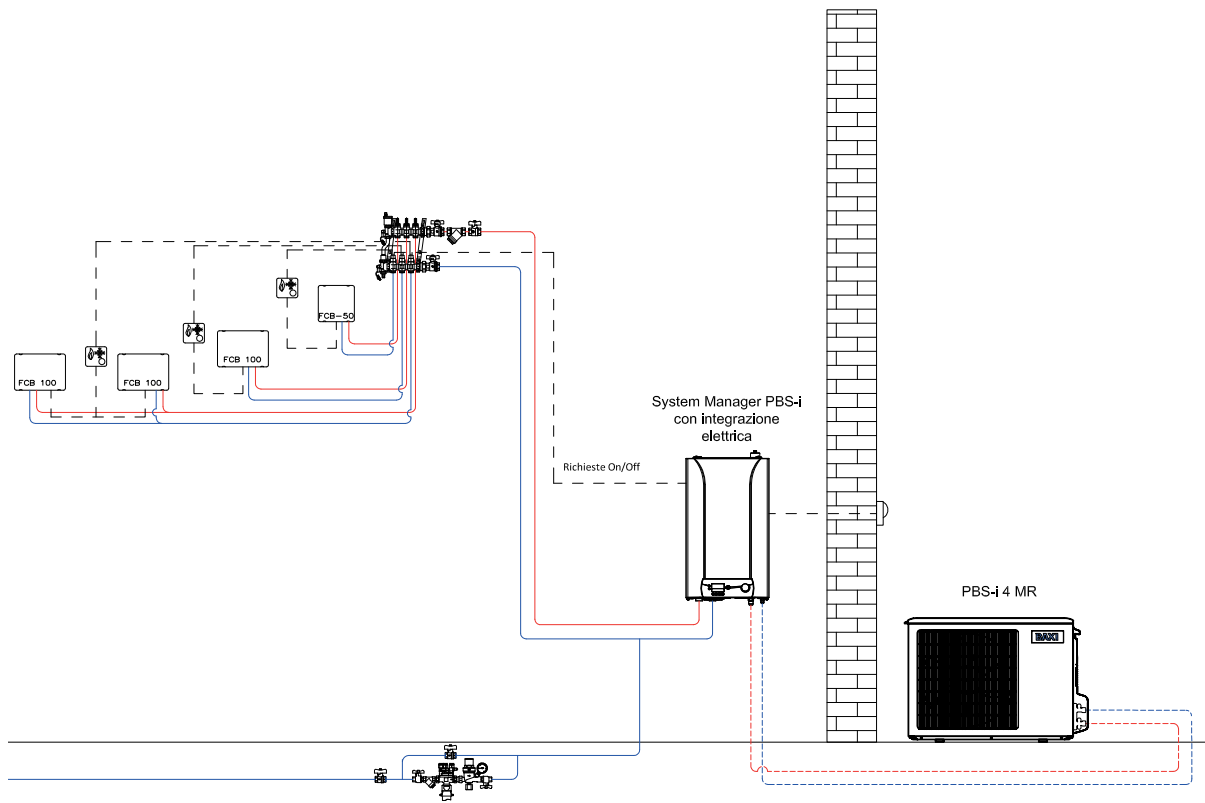 FCB-50
FCB 100
FCB 100
FCB 100
System Manager PBS-i
con integrazione
elettrica
Richieste On/Off
PBS-i 4 MR
BAXI